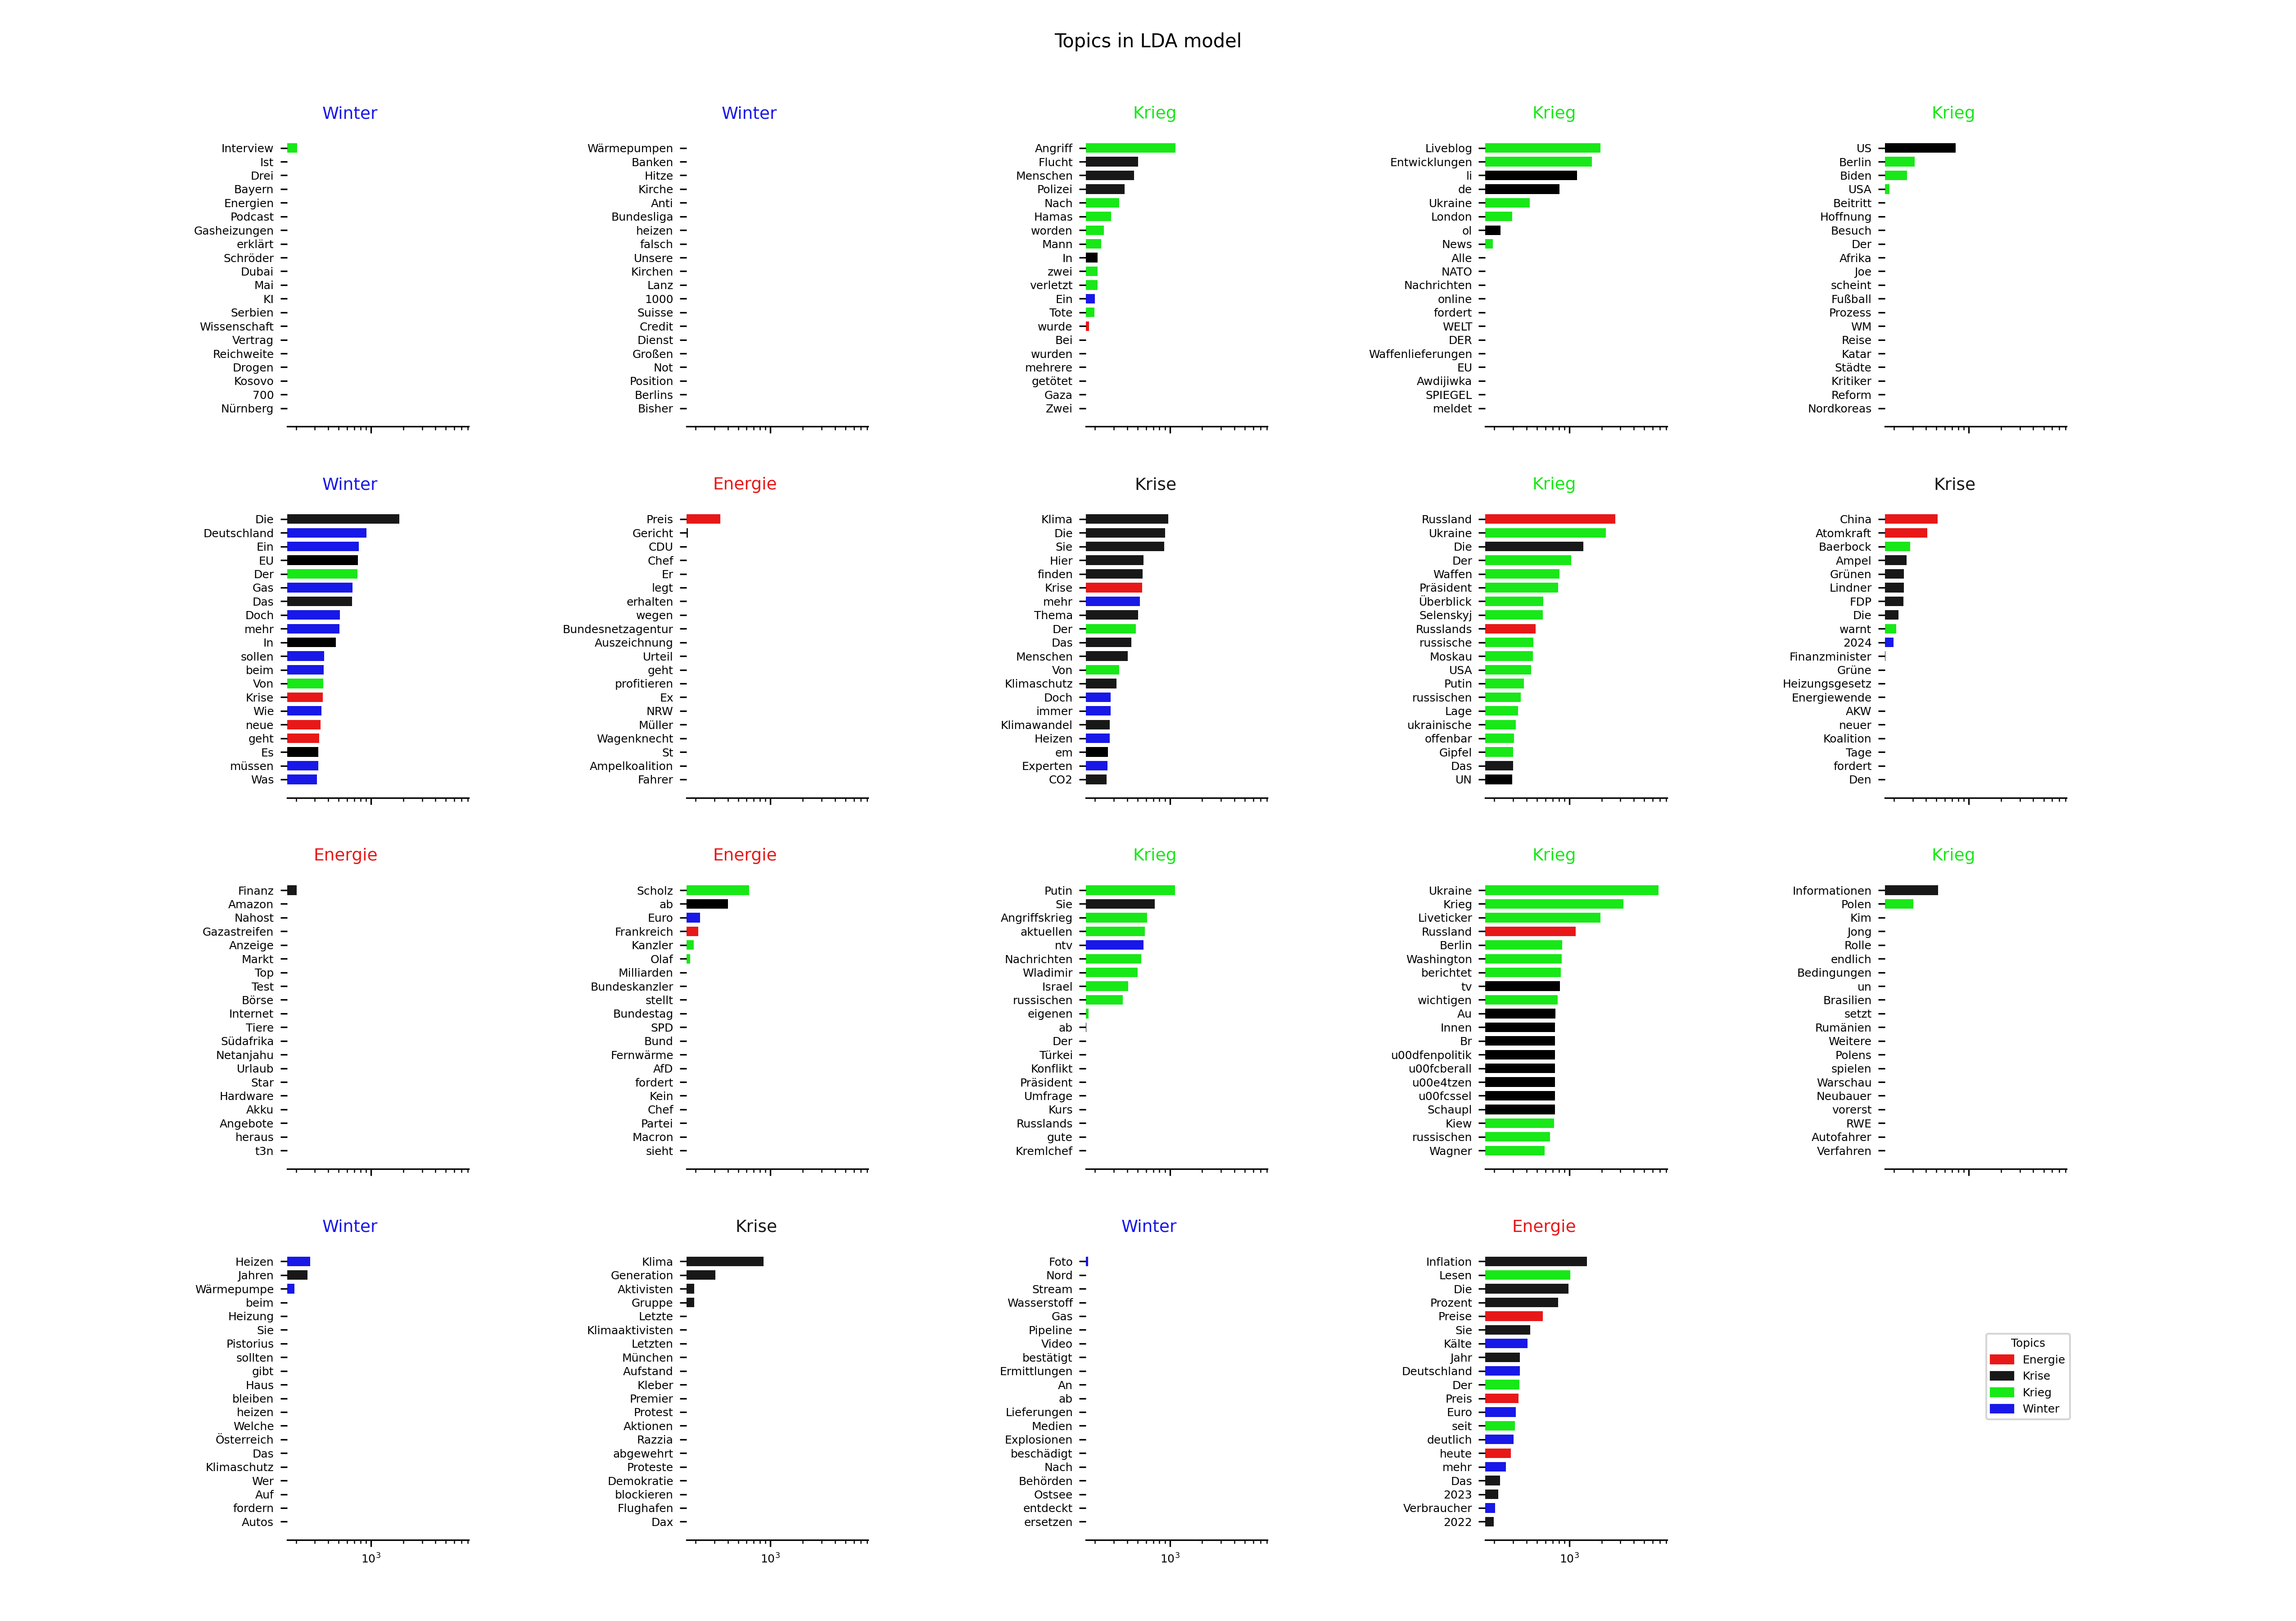 Topics in LDA model
Winter
Interview
Ist
Drei
Bayern
Energien
Podcast
Gasheizungen
erklärt
Schröder
Dubai
Mai
KI
Serbien
Wissenschaft
Vertrag
Reichweite
Drogen
Kosovo
700
Nürnberg
Winter
Wärmepumpen
Banken
Hitze
Kirche
Anti
Bundesliga
heizen
falsch
Unsere
Kirchen
Lanz
1000
Suisse
Credit
Dienst
Großen
Not
Position
Berlins
Bisher
Krieg
Angriff
Flucht
Menschen
Polizei
Nach
Hamas
worden
Mann
In
zwei
verletzt
Ein
Tote
wurde
Bei
wurden
mehrere
getötet
Gaza
Zwei
Krieg
Liveblog
Entwicklungen
li
de
Ukraine
London
ol
News
Alle
NATO
Nachrichten
online
fordert
WELT
DER
Waffenlieferungen
EU
Awdijiwka
SPIEGEL
meldet
Krieg
US
Berlin
Biden
USA
Beitritt
Hoffnung
Besuch
Der
Afrika
Joe
scheint
Fußball
Prozess
WM
Reise
Katar
Städte
Kritiker
Reform
Nordkoreas
Winter
Die
Deutschland
Ein
EU
Der
Gas
Das
Doch
mehr
In
sollen
beim
Von
Krise
Wie
neue
geht
Es
müssen
Was
Energie
Preis
Gericht
CDU
Chef
Er
legt
erhalten
wegen
Bundesnetzagentur
Auszeichnung
Urteil
geht
profitieren
Ex
NRW
Müller
Wagenknecht
St
Ampelkoalition
Fahrer
Krise
Klima
Die
Sie
Hier
finden
Krise
mehr
Thema
Der
Das
Menschen
Von
Klimaschutz
Doch
immer
Klimawandel
Heizen
em
Experten
CO2
Krieg
Russland
Ukraine
Die
Der
Waffen
Präsident
Überblick
Selenskyj
Russlands
russische
Moskau
USA
Putin
russischen
Lage
ukrainische
offenbar
Gipfel
Das
UN
Krise
China
Atomkraft
Baerbock
Ampel
Grünen
Lindner
FDP
Die
warnt
2024
Finanzminister
Grüne
Heizungsgesetz
Energiewende
AKW
neuer
Koalition
Tage
fordert
Den
Energie
Finanz
Amazon
Nahost
Gazastreifen
Anzeige
Markt
Top
Test
Börse
Internet
Tiere
Südafrika
Netanjahu
Urlaub
Star
Hardware
Akku
Angebote
heraus
t3n
Energie
Scholz
ab
Euro
Frankreich
Kanzler
Olaf
Milliarden
Bundeskanzler
stellt
Bundestag
SPD
Bund
Fernwärme
AfD
fordert
Kein
Chef
Partei
Macron
sieht
Krieg
Putin
Sie
Angriffskrieg
aktuellen
ntv
Nachrichten
Wladimir
Israel
russischen
eigenen
ab
Der
Türkei
Konflikt
Präsident
Umfrage
Kurs
Russlands
gute
Kremlchef
Krieg
Ukraine
Krieg
Liveticker
Russland
Berlin
Washington
berichtet
tv
wichtigen
Au
Innen
Br
u00dfenpolitik
u00fcberall
u00e4tzen
u00fcssel
Schaupl
Kiew
russischen
Wagner
Krieg
Informationen
Polen
Kim
Jong
Rolle
endlich
Bedingungen
un
Brasilien
setzt
Rumänien
Weitere
Polens
spielen
Warschau
Neubauer
vorerst
RWE
Autofahrer
Verfahren
Winter
Heizen
Jahren
Wärmepumpe
beim
Heizung
Sie
Pistorius
sollten
gibt
Haus
bleiben
heizen
Welche
Österreich
Das
Klimaschutz
Wer
Auf
fordern
Autos
10³
Krise
Klima
Generation
Aktivisten
Gruppe
Letzte
Klimaaktivisten
Letzten
München
Aufstand
Kleber
Premier
Protest
Aktionen
Razzia
abgewehrt
Proteste
Demokratie
blockieren
Flughafen
Dax
10³
Winter
Foto
Nord
Stream
Wasserstoff
Gas
Pipeline
Video
bestätigt
Ermittlungen
An
ab
Lieferungen
Medien
Explosionen
beschädigt
Nach
Behörden
Ostsee
entdeckt
ersetzen
10³
Energie
Inflation
Lesen
Die
Prozent
Preise
Sie
Kälte
Jahr
Deutschland
Der
Preis
Euro
seit
deutlich
heute
mehr
Das
2023
Verbraucher
2022
10³
Topics
Energie
Krise
Krieg
Winter